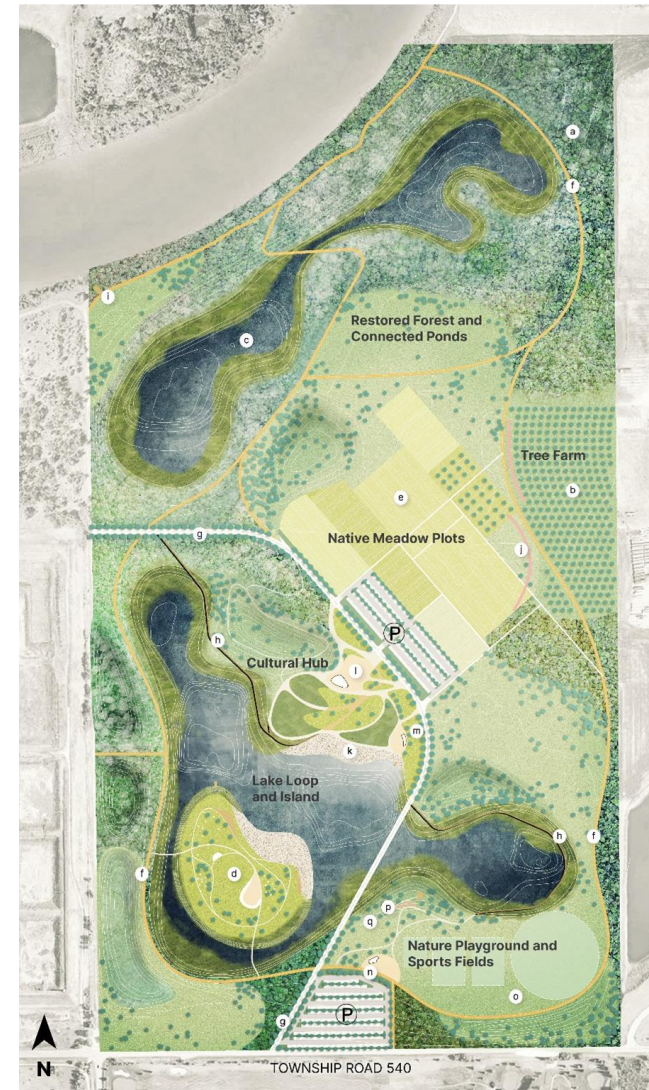 a
f
i
c
Restored Forest and
Connected Ponds
Tree Farm
b
e
g
Native Meadow Plots
j
P
h
Cultural Hub
l
m
k
Lake Loop
and Island
h
f
f
d
p
q
Nature Playground and
Sports Fields
n
o
g
P
N
TOWNSHIP ROAD 540